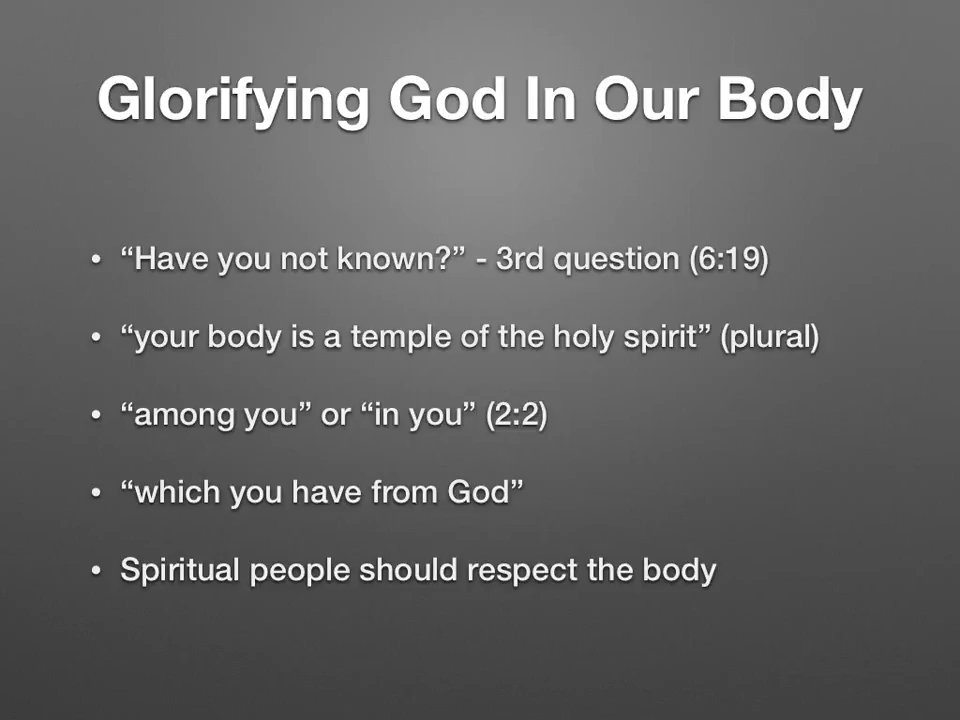 Glorifying God In Our Body
• “Have you not known?” - 3rd question (6:19)
• “your body is a temple of the holy spirit” (plural)
• “among you” or “in you” (2:2)
• “which you have from God”
• Spiritual people should respect the body